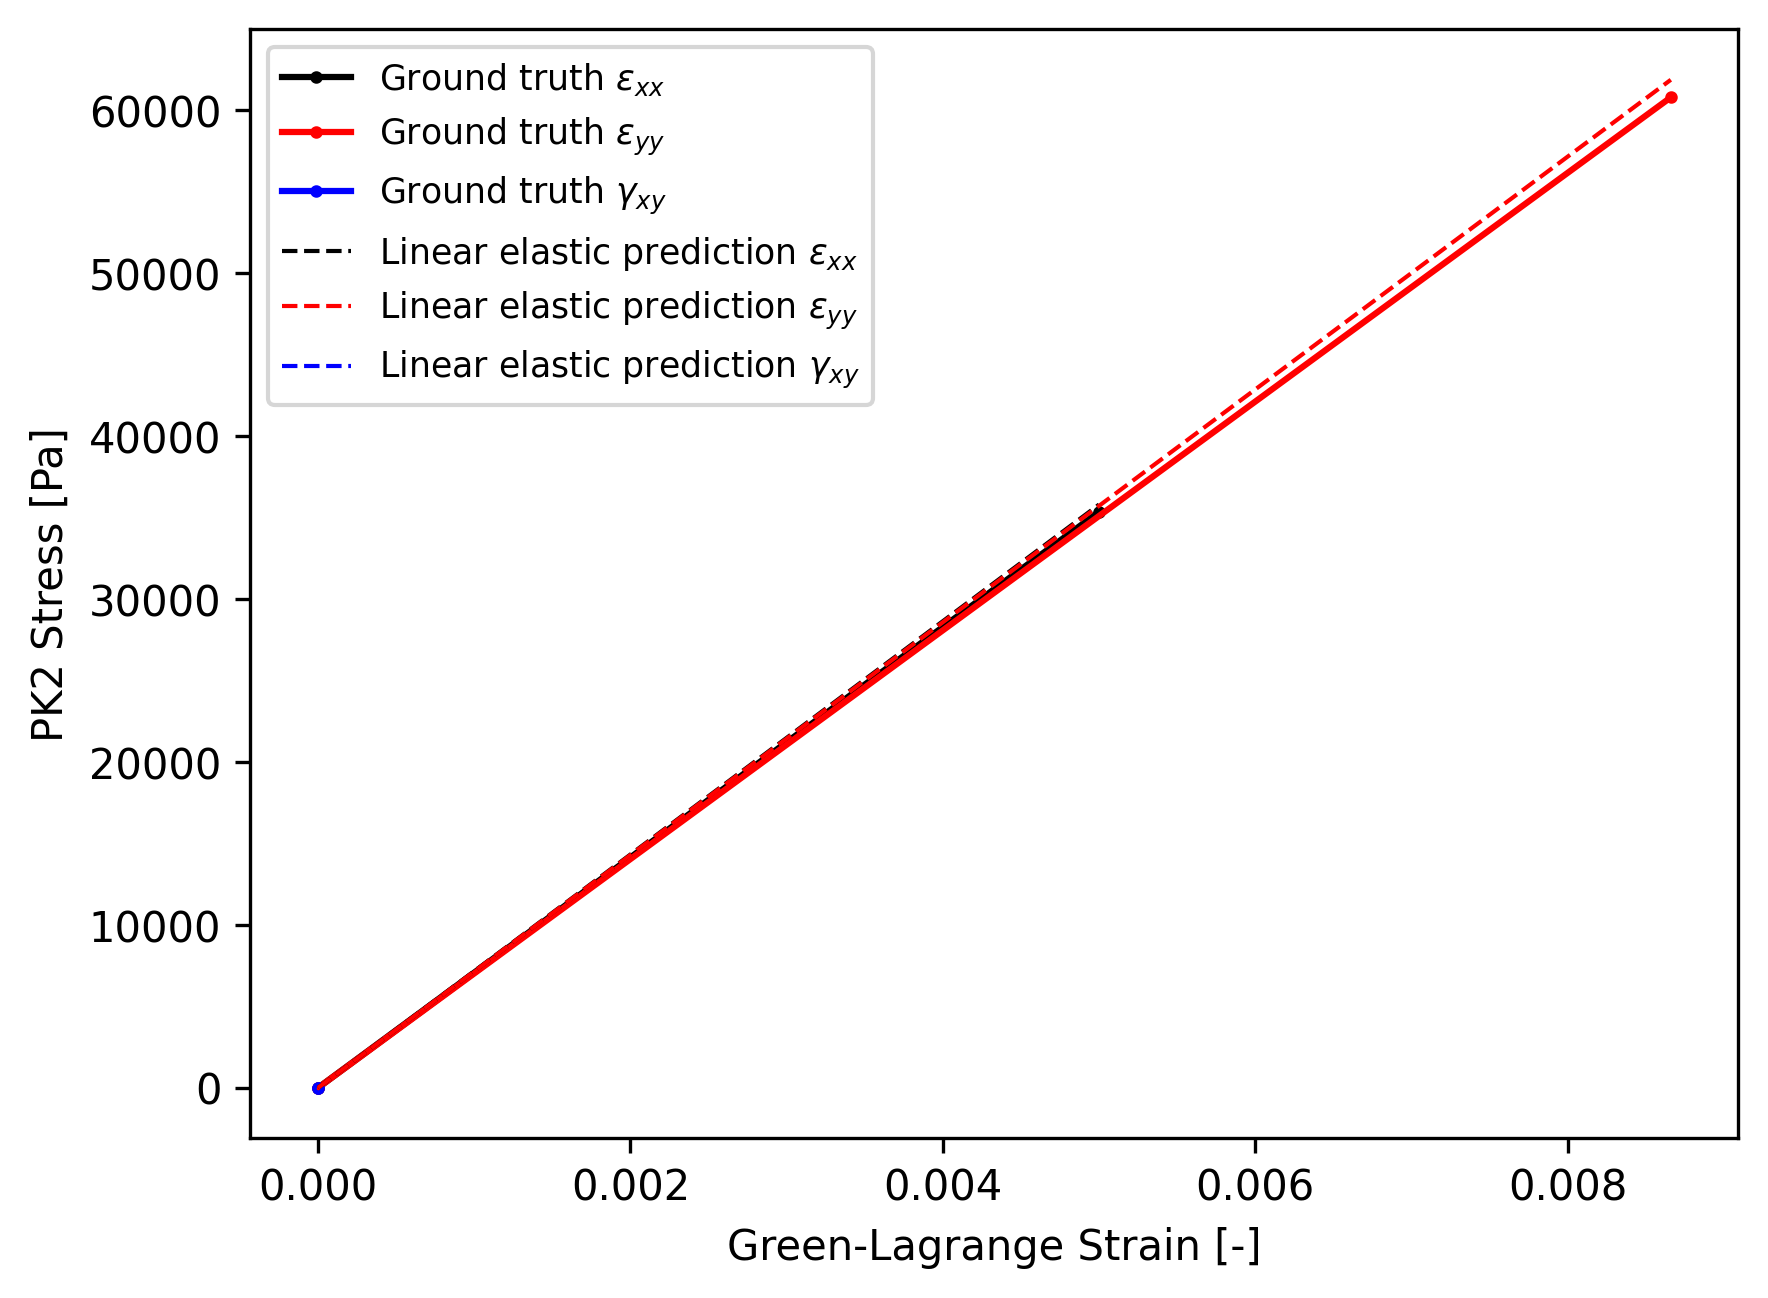 Ground truth εxx
Ground truth εyy
Ground truth γxy
Linear elastic prediction εxx
Linear elastic prediction εyy
Linear elastic prediction γxy
60000
50000
40000
30000
20000
10000
0
PK2 Stress [Pa]
0.000 0.002 0.004 0.006 0.008
Green-Lagrange Strain [-]